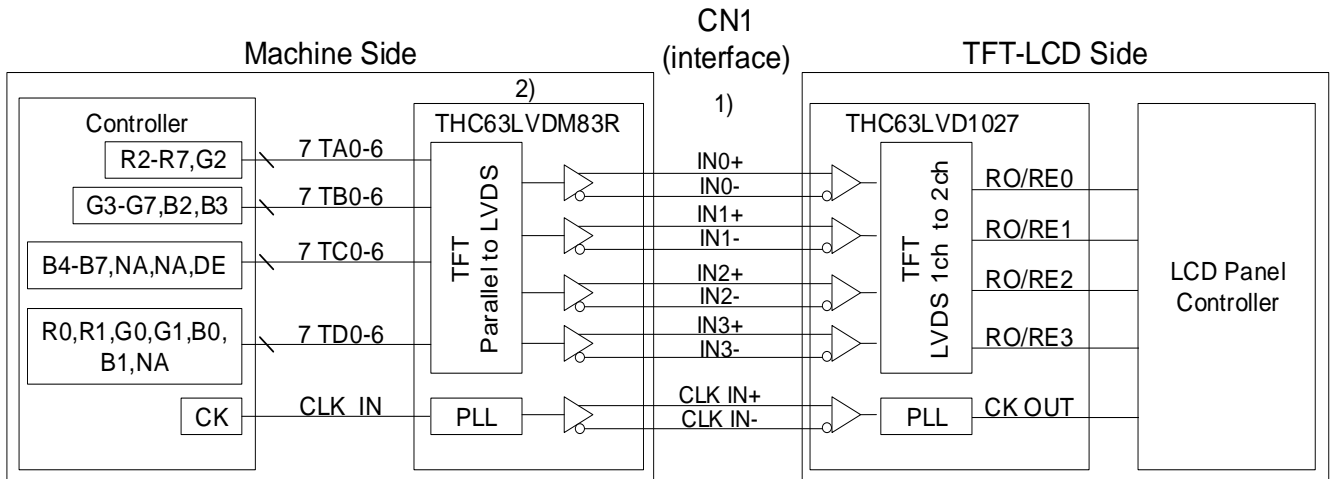 CN1
(interface)
Machine Side
TFT-LCD Side
2)
1)
Controller
THC63LVDM83R
THC63LVD1027
R2-R7,G2
7 TA0-6
G3-G7,B2,B3
7 TB0-6
B4-B7,NA,NA,DE
7 TC0-6
R0,R1,G0,G1,B0,
B1,NA
7 TD0-6
CK
CLK IN
TFT
Parallel to LVDS
PLL
IN0+
IN0-
IN1+
IN1-
IN2+
IN2-
IN3+
IN3-
CLK IN+
CLK IN-
TFT
LVDS 1ch to 2ch
PLL
RO/RE0
RO/RE1
RO/RE2
RO/RE3
CK OUT
LCD Panel
Controller